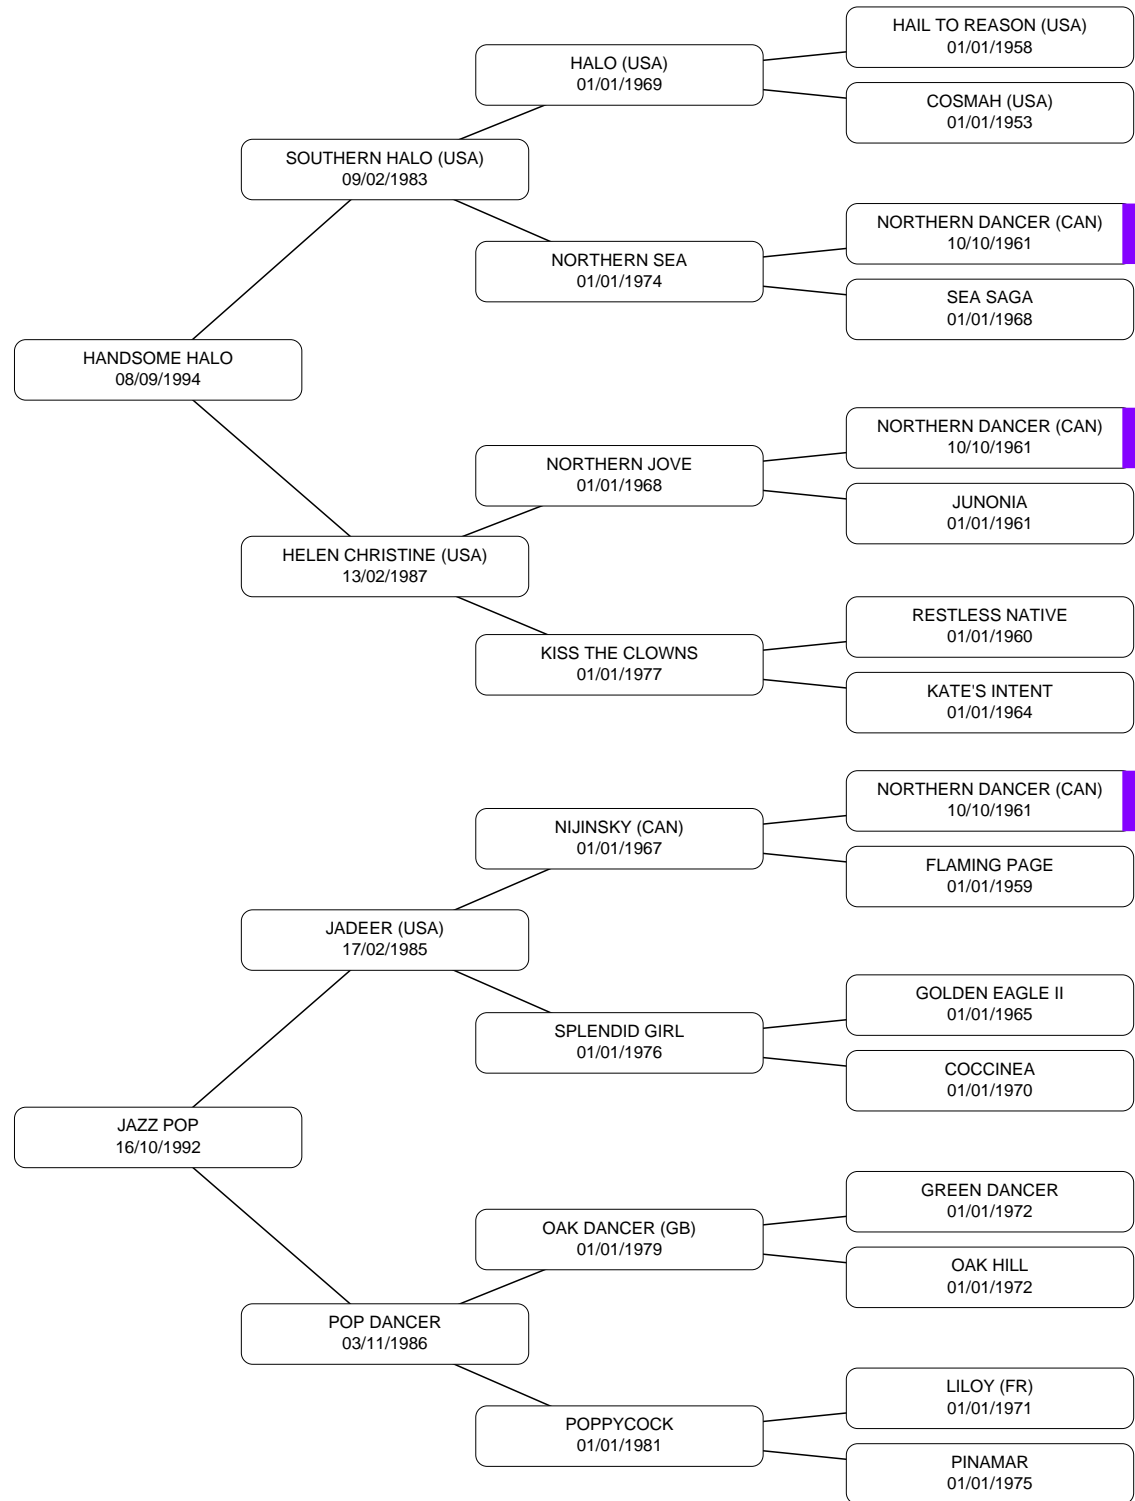 HAIL TO REASON (USA)
01/01/1958
HALO (USA)
01/01/1969
COSMAH (USA)
01/01/1953
SOUTHERN HALO (USA)
09/02/1983
NORTHERN DANCER (CAN)
10/10/1961
NORTHERN SEA
01/01/1974
SEA SAGA
01/01/1968
HANDSOME HALO
08/09/1994
NORTHERN DANCER (CAN)
10/10/1961
NORTHERN JOVE
01/01/1968
JUNONIA
01/01/1961
HELEN CHRISTINE (USA)
13/02/1987
RESTLESS NATIVE
01/01/1960
KISS THE CLOWNS
01/01/1977
KATE'S INTENT
01/01/1964
NORTHERN DANCER (CAN)
10/10/1961
NIJINSKY (CAN)
01/01/1967
FLAMING PAGE
01/01/1959
JADEER (USA)
17/02/1985
GOLDEN EAGLE II
01/01/1965
SPLENDID GIRL
01/01/1976
COCCINEA
01/01/1970
JAZZ POP
16/10/1992
GREEN DANCER
01/01/1972
OAK DANCER (GB)
01/01/1979
OAK HILL
01/01/1972
POP DANCER
03/11/1986
LILOY (FR)
01/01/1971
POPPYCOCK
01/01/1981
PINAMAR
01/01/1975